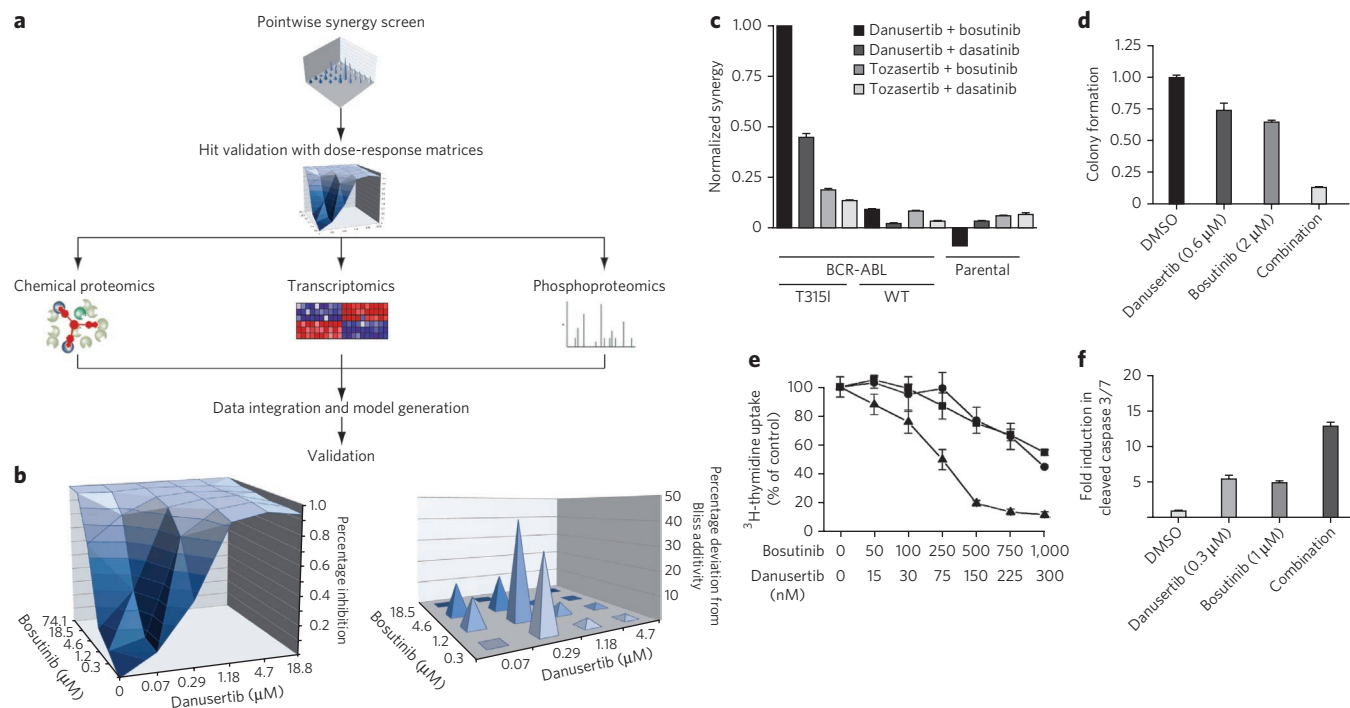 a
Pointwise synergy screen
Hit validation with dose-response matrices
Chemical proteomics
Transcriptomics
Phosphoproteomics
Data integration and model generation
Validation
b
1.0
0.8
0.6
0.4
0.2
Percentage inhibition
74.1
18.5
4.6
1.2
0.3
Bosutinib (μM)
0
0.07
0.29
1.18
4.7
18.8
Danusertib (μM)
50
40
30
20
10
Percentage deviation from
Bliss additivity
18.5
4.6
1.2
0.3
Bosutinib (μM)
0.07
0.29
1.18
4.7
Danusertib (μM)
c
Normalized synergy
1.00
0.75
0.50
0.25
0
Danusertib + bosutinib
Danusertib + dasatinib
Tozasertib + bosutinib
Tozasertib + dasatinib
BCR-ABL
Parental
T315I
WT
d
Colony formation
1.25
1.00
0.75
0.50
0.25
0
DMSO
Danusertib (0.6 μM)
Bosutinib (2 μM)
Combination
e
³H-thymidine uptake
(% of control)
100
80
60
40
20
0
Bosutinib 0 50 100 250 500 750 1,000
Danusertib 0 15 30 75 150 225 300
(nM)
f
Fold induction in
cleaved caspase 3/7
20
15
10
5
DMSO
Danusertib (0.3 μM)
Bosutinib (1 μM)
Combination